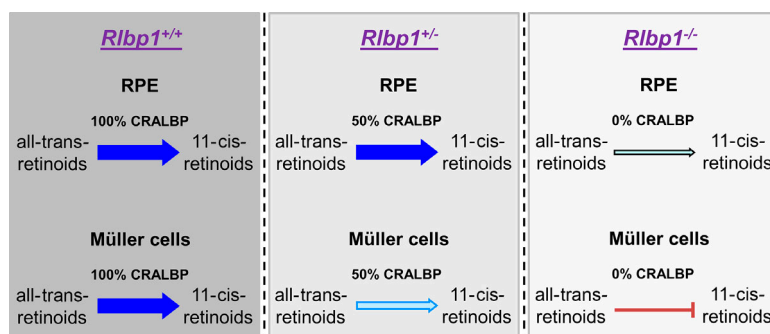 Rlbp1+/+
RPE
100% CRALBP
all-trans-
retinoids
11-cis-
retinoids
Müller cells
100% CRALBP
all-trans-
retinoids
11-cis-
retinoids
Rlbp1+/-
RPE
50% CRALBP
all-trans-
retinoids
11-cis-
retinoids
Müller cells
50% CRALBP
all-trans-
retinoids
11-cis-
retinoids
Rlbp1-/-
RPE
0% CRALBP
all-trans-
retinoids
11-cis-
retinoids
Müller cells
0% CRALBP
all-trans-
retinoids
11-cis-
retinoids